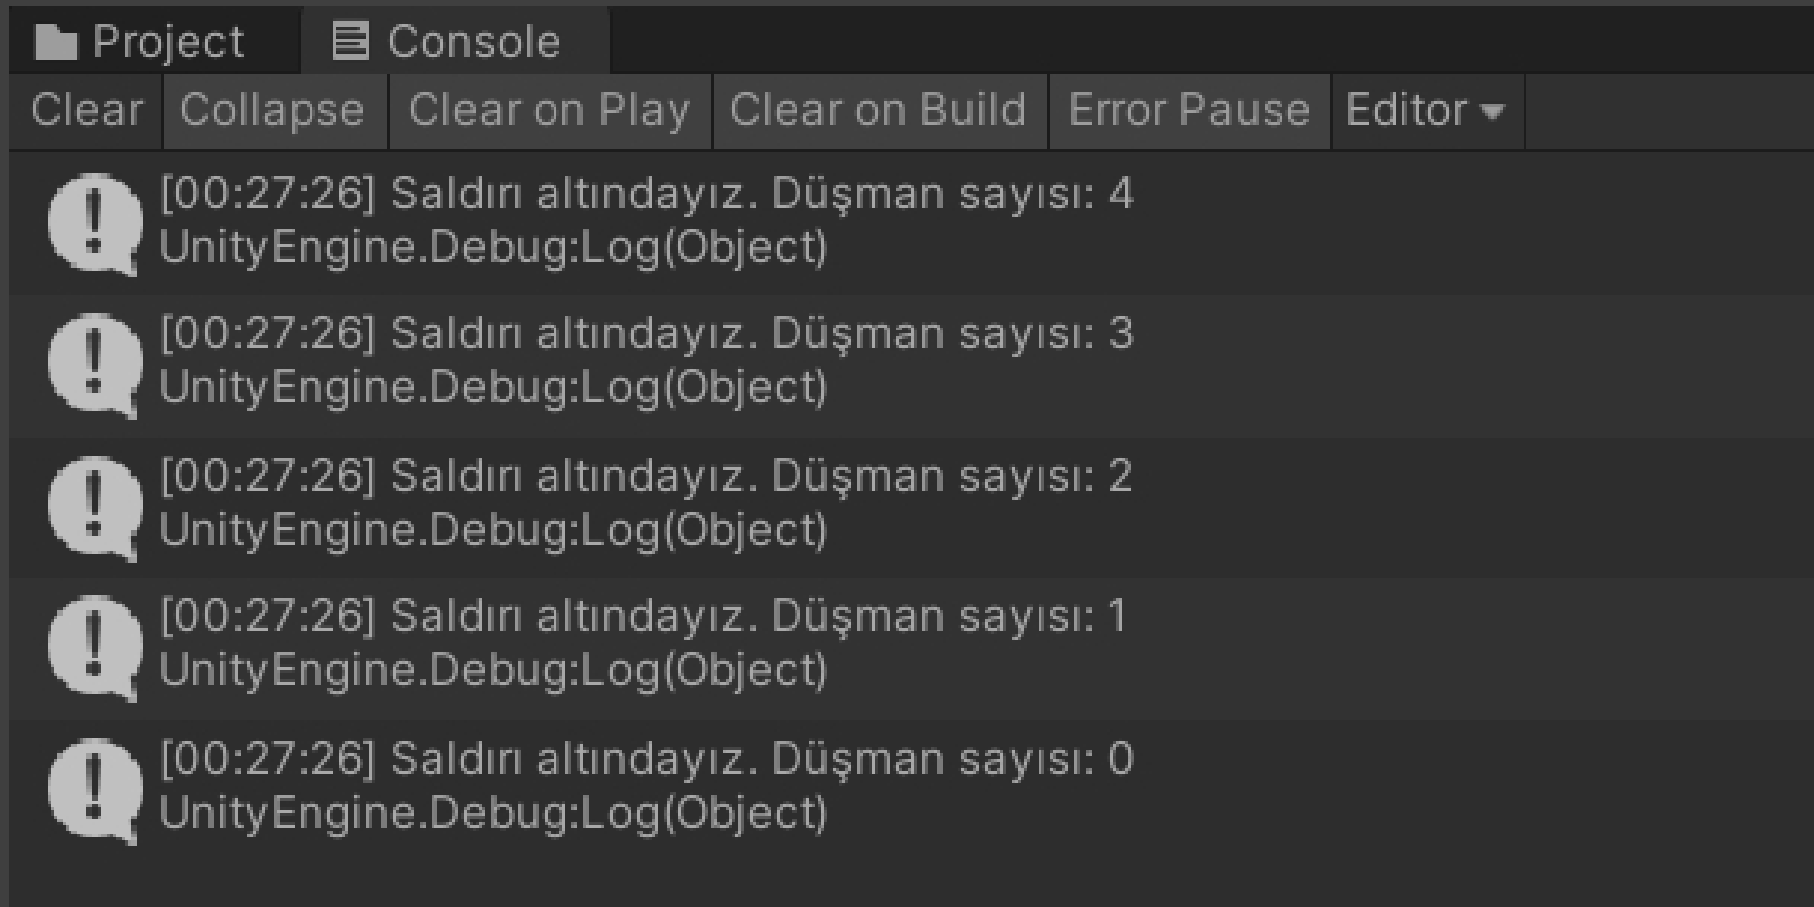 Project Console
Clear Collapse Clear on Play Clear on Build Error Pause Editor
[00:27:26] Saldırı altındayız. Düşman sayısı: 4
UnityEngine.Debug:Log(Object)
[00:27:26] Saldırı altındayız. Düşman sayısı: 3
UnityEngine.Debug:Log(Object)
[00:27:26] Saldırı altındayız. Düşman sayısı: 2
UnityEngine.Debug:Log(Object)
[00:27:26] Saldırı altındayız. Düşman sayısı: 1
UnityEngine.Debug:Log(Object)
[00:27:26] Saldırı altındayız. Düşman sayısı: 0
UnityEngine.Debug:Log(Object)